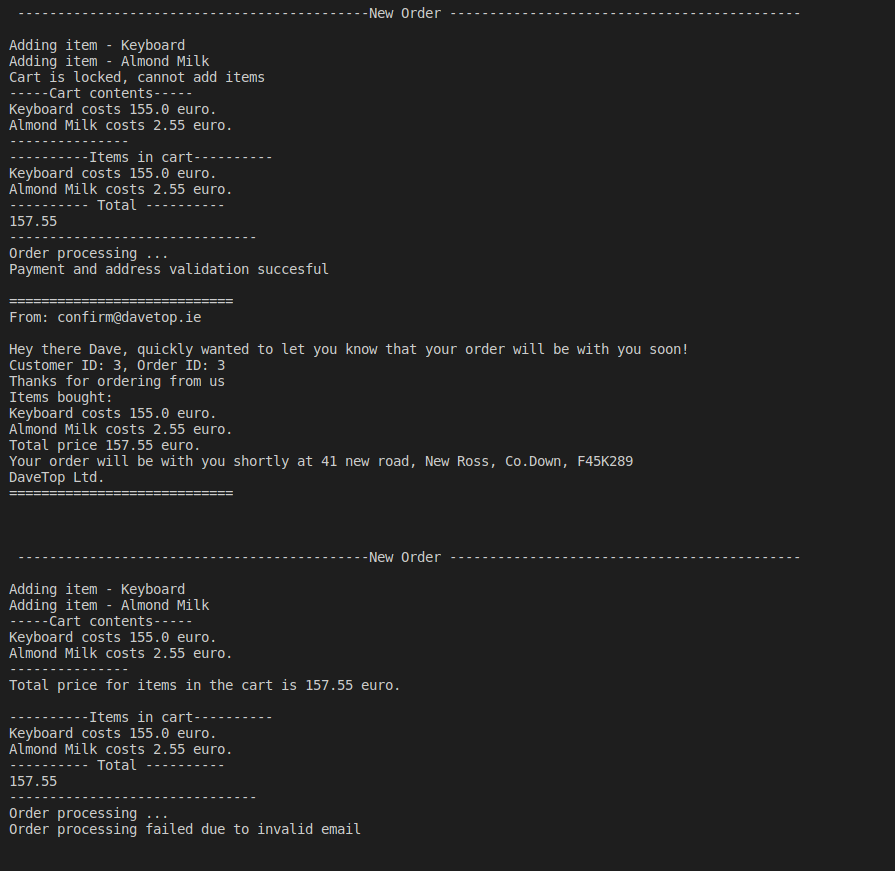 --------------------------------------------New Order --------------------------------------------
Adding item - Keyboard
Adding item - Almond Milk
Cart is locked, cannot add items
-----Cart contents-----
Keyboard costs 155.0 euro.
Almond Milk costs 2.55 euro.
---------------
----------Items in cart----------
Keyboard costs 155.0 euro.
Almond Milk costs 2.55 euro.
---------- Total ----------
157.55
-------------------------------
Order processing ...
Payment and address validation succesful
============================
From: confirm@davetop.ie
Hey there Dave, quickly wanted to let you know that your order will be with you soon!
Customer ID: 3, Order ID: 3
Thanks for ordering from us
Items bought:
Keyboard costs 155.0 euro.
Almond Milk costs 2.55 euro.
Total price 157.55 euro.
Your order will be with you shortly at 41 new road, New Ross, Co.Down, F45K289
DaveTop Ltd.
============================
--------------------------------------------New Order --------------------------------------------
Adding item - Keyboard
Adding item - Almond Milk
-----Cart contents-----
Keyboard costs 155.0 euro.
Almond Milk costs 2.55 euro.
---------------
Total price for items in the cart is 157.55 euro.
----------Items in cart----------
Keyboard costs 155.0 euro.
Almond Milk costs 2.55 euro.
---------- Total ----------
157.55
-------------------------------
Order processing ...
Order processing failed due to invalid email